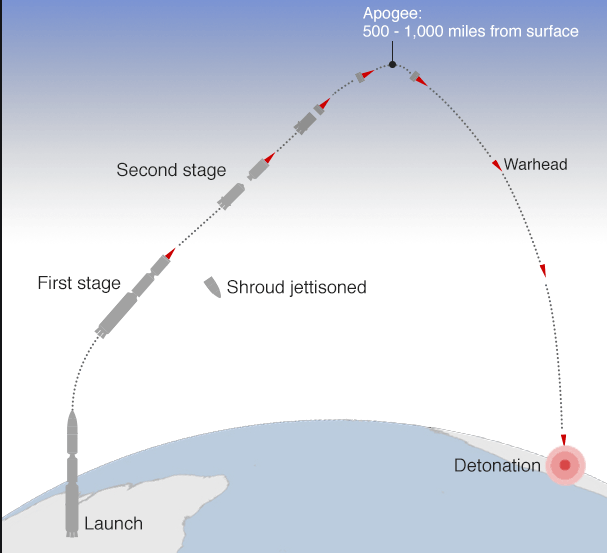 Apogee:
500 - 1,000 miles from surface
Second stage
Warhead
First stage
Shroud jettisoned
Detonation
Launch